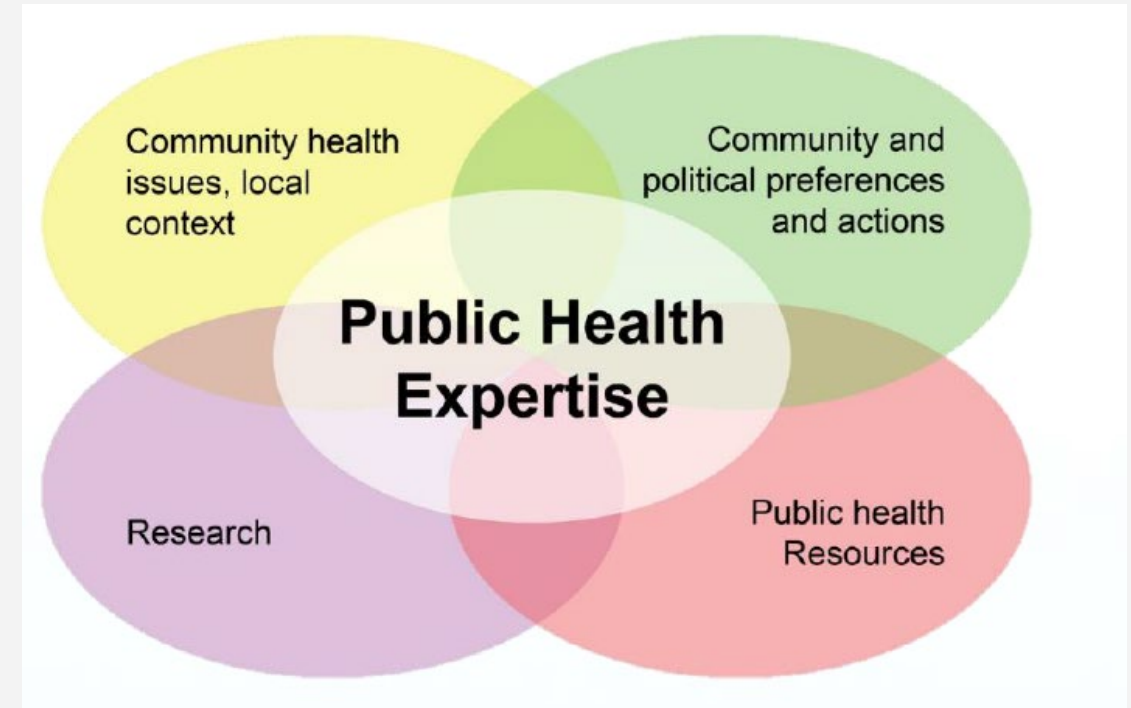 Community health
issues, local
context
Community and
political preferences
and actions
Public Health
Expertise
Research
Public health
Resources